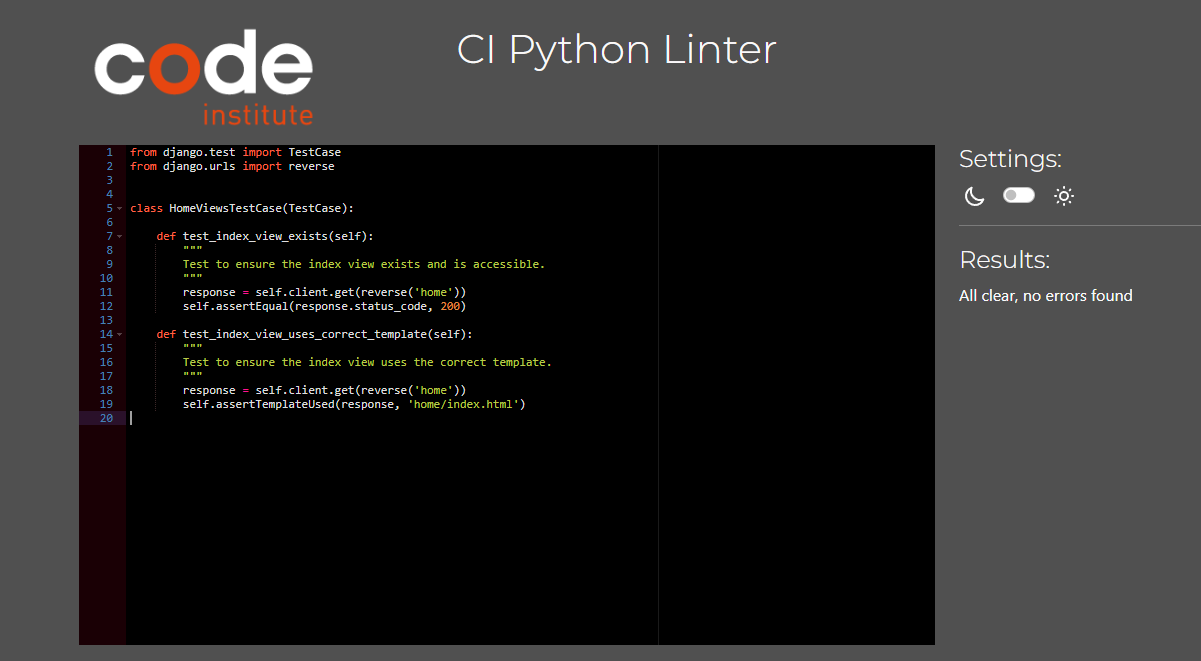 code
institute
CI Python Linter
1 from django.test import TestCase
2 from django.urls import reverse
3
4
5 class HomeViewsTestCase(TestCase):
6
7     def test_index_view_exists(self):
8         """
9         Test to ensure the index view exists and is accessible.
10         """
11         response = self.client.get(reverse('home'))
12         self.assertEqual(response.status_code, 200)
13
14     def test_index_view_uses_correct_template(self):
15         """
16         Test to ensure the index view uses the correct template.
17         """
18         response = self.client.get(reverse('home'))
19         self.assertTemplateUsed(response, 'home/index.html')
20
Settings:
Results:
All clear, no errors found